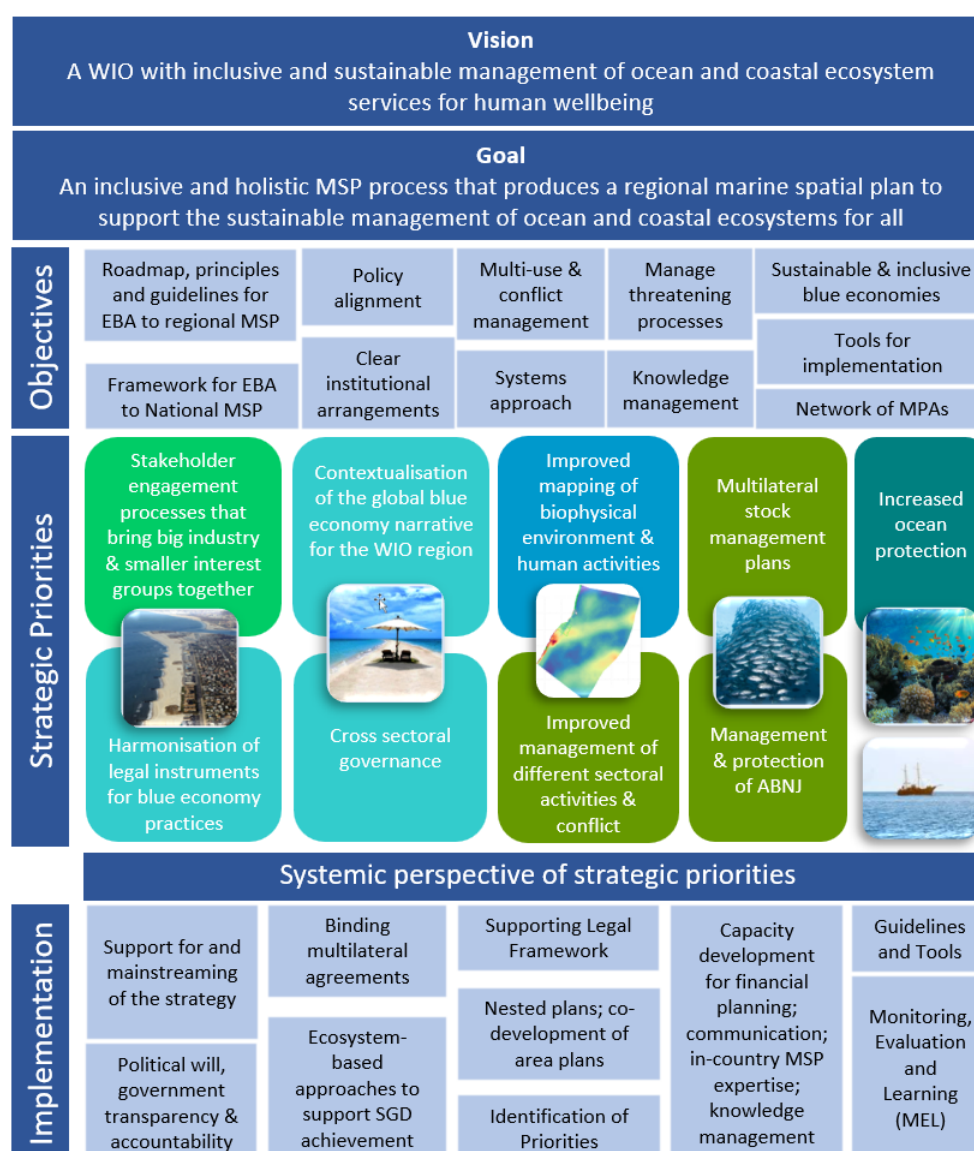 Vision
A WIO with inclusive and sustainable management of ocean and coastal ecosystem
services for human wellbeing
Goal
An inclusive and holistic MSP process that produces a regional marine spatial plan to
support the sustainable management of ocean and coastal ecosystems for all
Objectives
Roadmap, principles
and guidelines for
EBA to regional MSP
Framework for EBA
to National MSP
Policy
alignment
Clear
institutional
arrangements
Multi-use &
conflict
management
Systems
approach
Manage
threatening
processes
Knowledge
management
Sustainable & inclusive
blue economies
Tools for
implementation
Network of MPAs
Strategic Priorities
Stakeholder
engagement
processes that
bring big industry
& smaller interest
groups together
Harmonisation of
legal instruments
for blue economy
practices
Contextualisation
of the global blue
economy narrative
for the WIO region
Cross sectoral
governance
Improved
mapping of
biophysical
environment &
human activities
Improved
management of
different sectoral
activities &
conflict
Multilateral
stock
management
plans
Management
& protection
of ABNJ
Increased
ocean
protection
Systemic perspective of strategic priorities
Implementation
Support for and
mainstreaming
of the strategy
Political will,
government
transparency &
accountability
Binding
multilateral
agreements
Ecosystem-
based
approaches to
support SGD
achievement
Supporting Legal
Framework
Nested plans; co-
development of
area plans
Identification of
Priorities
Capacity
development
for financial
planning;
communication;
in-country MSP
expertise;
knowledge
management
Guidelines
and Tools
Monitoring,
Evaluation
and
Learning
(MEL)